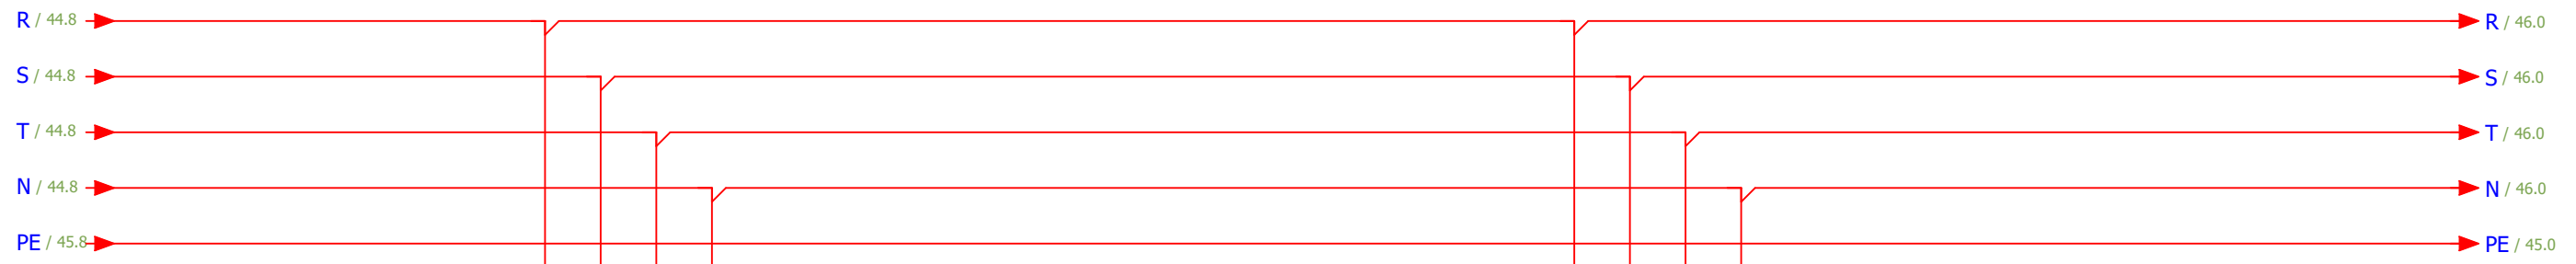 R / 44.8 R / 46.0
S / 44.8 S / 46.0
T / 44.8 T / 46.0
N / 44.8 N / 46.0
PE / 45.8 PE / 45.0